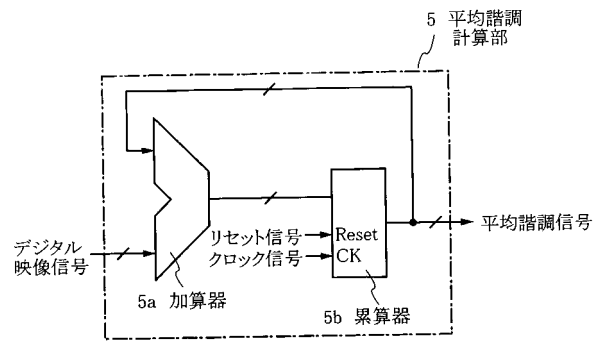 5 平均諧調
計算部
リセット信号
Reset
クロック信号
CK
平均諧調信号
デジタル
映像信号
5a 加算器
5b 累算器